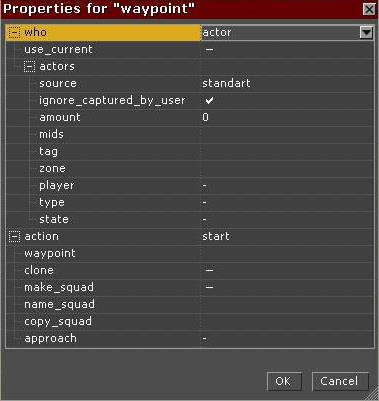 Properties for "waypoint"
who actor
use_current –
actors
source standart
ignore_captured_by_user ✔
amount 0
mids
tag
zone
player -
type -
state -
action start
waypoint
clone –
make_squad –
name_squad
copy_squad
approach -
OK Cancel